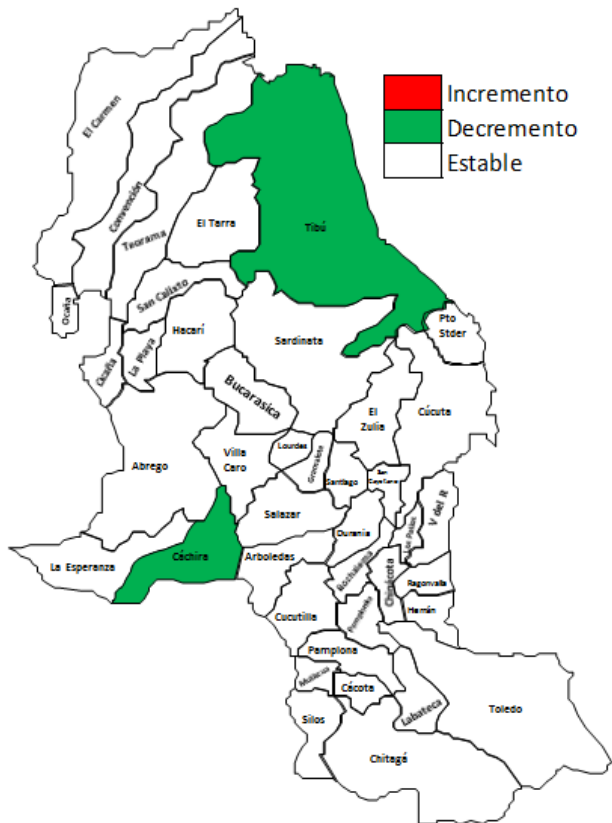 Incremento
Decremento
Estable
El Carmen
Convención
Teorama
El Tarra
Tibú
San Calixto
Ocaña
Hacarí
La Playa
Ocaña
Sardinata
Pto
Stder
Bucarasica
El
Zulia
Cúcuta
Abrego
Villa
Caro
Lourdes
Gramalote
Santiago
San
Cayetano
V del R
Salazar
Durania
Los Patios
La Esperanza
Cáchira
Arboledas
Bochalema
Chinácota
Ragonvalia
Herrán
Cucutilla
Pamplonita
Pamplona
Mutiscua
Cácota
Labateca
Toledo
Silos
Chitagá